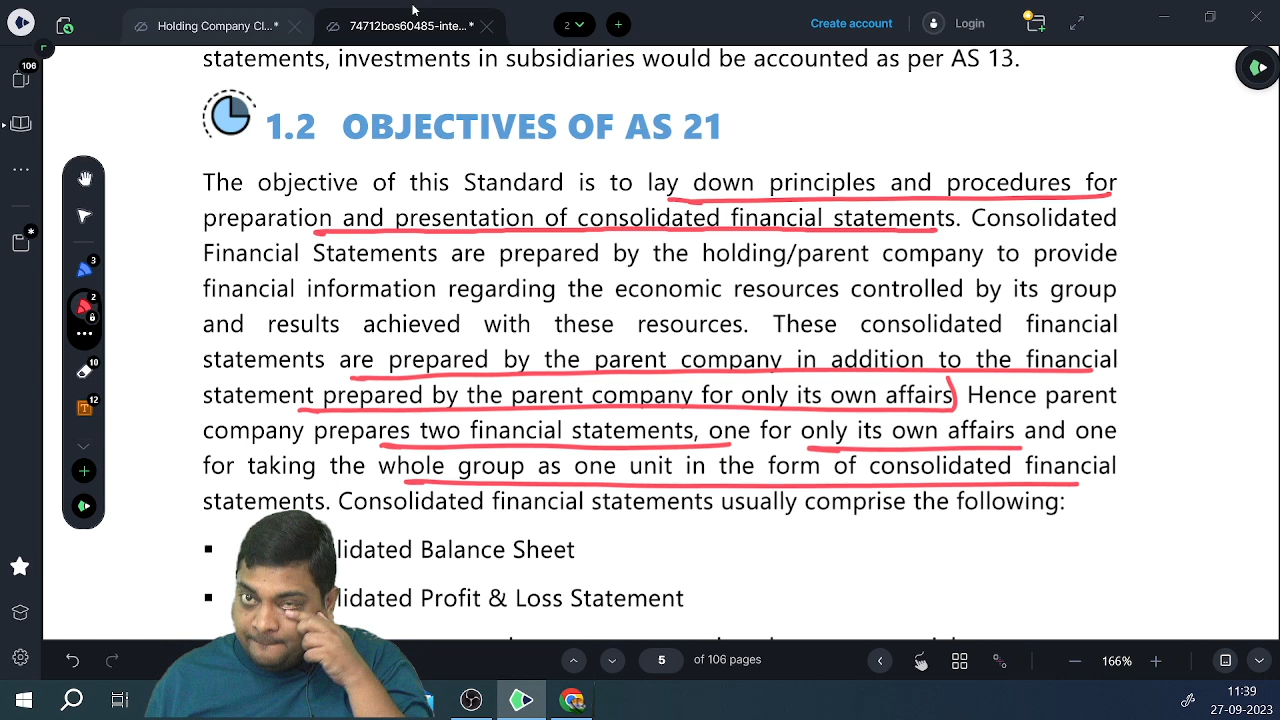 Holding Company Cl...*
74712bos60485-inte...*
2
Create account
Login
106
statements, investments in subsidiaries would be accounted as per AS 13.
1.2 OBJECTIVES OF AS 21
The objective of this Standard is to lay down principles and procedures for
preparation and presentation of consolidated financial statements. Consolidated
Financial Statements are prepared by the holding/parent company to provide
financial information regarding the economic resources controlled by its group
and results achieved with these resources. These consolidated financial
statements are prepared by the parent company in addition to the financial
statement prepared by the parent company for only its own affairs Hence parent
company prepares two financial statements, one for only its own affairs and one
for taking the whole group as one unit in the form of consolidated financial
statements. Consolidated financial statements usually comprise the following:
lidated Balance Sheet
lidated Profit & Loss Statement
3
2
10
12
T
5 of 106 pages
166%
11:39
27-09-2023